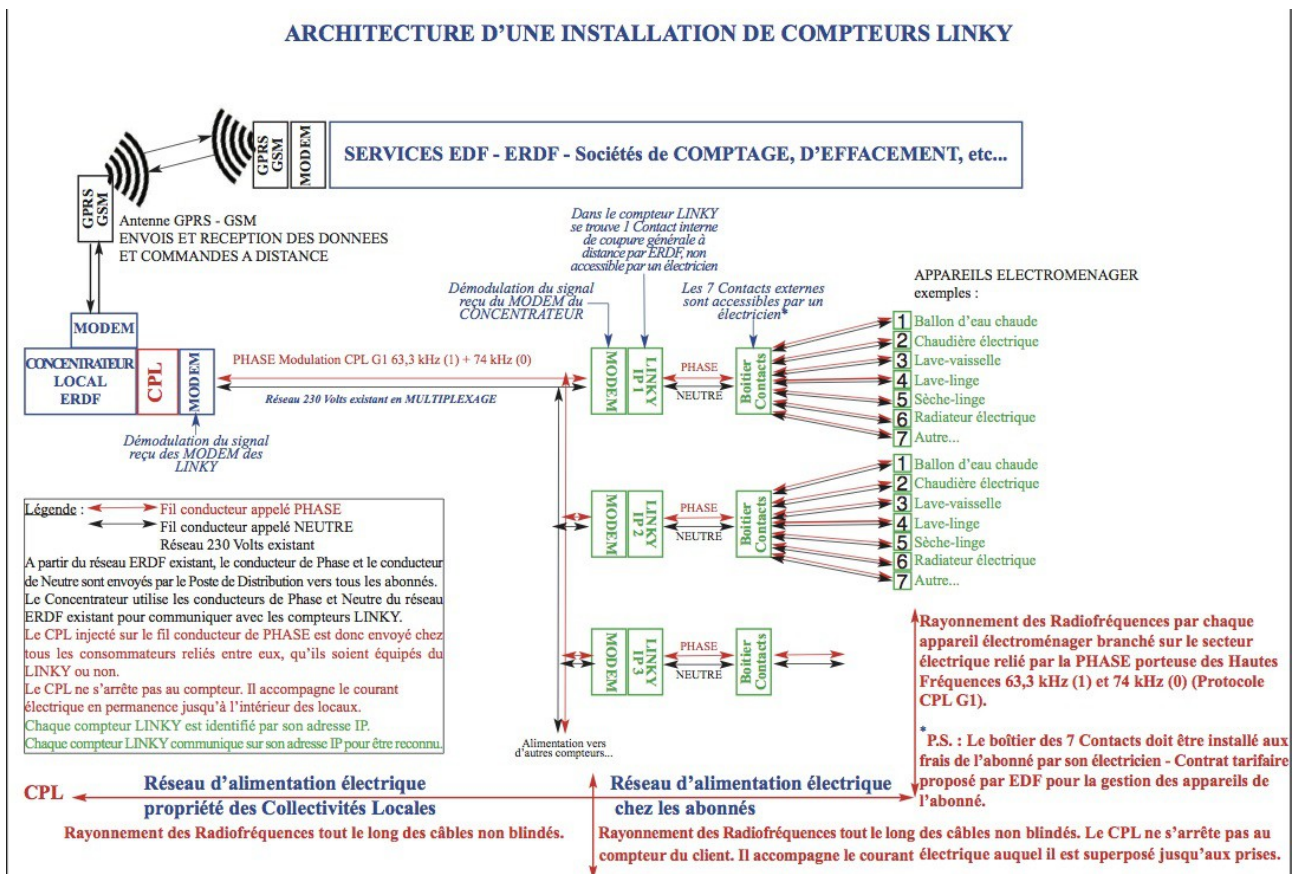 ARCHITECTURE D’UNE INSTALLATION DE COMPTEURS LINKY
GPRS
GSM
MODEM
SERVICES EDF - ERDF - Sociétés de COMPTAGE, D'EFFACEMENT, etc...
GPRS
GSM
Antenne GPRS - GSM
ENVOIS ET RECEPTION DES DONNEES
ET COMMANDES A DISTANCE
Dans le compteur LINKY
se trouve 1 Contact interne
de coupure générale à
distance par ERDF, non
accessible par un électricien
Démodulation du signal
reçu du MODEM du
CONCENTRATEUR
Les 7 Contacts externes
sont accessibles par un
électricien*
APPAREILS ELECTROMENAGER
exemples :
MODEM
CONCENTRATEUR
LOCAL
ERDF
CPL
MODEM
PHASE Modulation CPL G1 63,3 kHz (1) + 74 kHz (0)
Réseau 230 Volts existant en MULTIPLEXAGE
Démodulation du signal
reçu des MODEM des
LINKY
MODEM
LINKY
IP1
PHASE
NEUTRE
Boitier
Contacts
1 Ballon d’eau chaude
2 Chaudière électrique
3 Lave-vaisselle
4 Lave-linge
5 Sèche-linge
6 Radiateur électrique
7 Autre...
MODEM
LINKY
IP2
PHASE
NEUTRE
Boitier
Contacts
1 Ballon d’eau chaude
2 Chaudière électrique
3 Lave-vaisselle
4 Lave-linge
5 Sèche-linge
6 Radiateur électrique
7 Autre...
MODEM
LINKY
IP3
PHASE
NEUTRE
Boitier
Contacts
Alimentation vers
d’autres compteurs...
Légende :
Fil conducteur appelé PHASE
Fil conducteur appelé NEUTRE
Réseau 230 Volts existant
A partir du réseau ERDF existant, le conducteur de Phase et le conducteur
de Neutre sont envoyés par le Poste de Distribution vers tous les abonnés.
Le Concentrateur utilise les conducteurs de Phase et Neutre du réseau
ERDF existant pour communiquer avec les compteurs LINKY.
Le CPL injecté sur le fil conducteur de PHASE est donc envoyé chez
tous les consommateurs reliés entre eux, qu’ils soient équipés du
LINKY ou non.
Le CPL ne s’arrête pas au compteur. Il accompagne le courant
électrique en permanence jusqu’à l’intérieur des locaux.
Chaque compteur LINKY est identifié par son adresse IP.
Chaque compteur LINKY communique sur son adresse IP pour être reconnu.
Rayonnement des Radiofréquences par chaque
appareil électroménager branché sur le secteur
électrique relié par la PHASE porteuse des Hautes
Fréquences 63,3 kHz (1) et 74 kHz (0) (Protocole
CPL G1).
*P.S. : Le boîtier des 7 Contacts doit être installé aux
frais de l’abonné par son électricien - Contrat tarifaire
proposé par EDF pour la gestion des appareils de
l’abonné.
CPL
Réseau d’alimentation électrique
propriété des Collectivités Locales
Réseau d’alimentation électrique
chez les abonnés
Rayonnement des Radiofréquences tout le long des câbles non blindés.
Rayonnement des Radiofréquences tout le long des câbles non blindés. Le CPL ne s’arrête pas au
compteur du client. Il accompagne le courant électrique auquel il est superposé jusqu’aux prises.